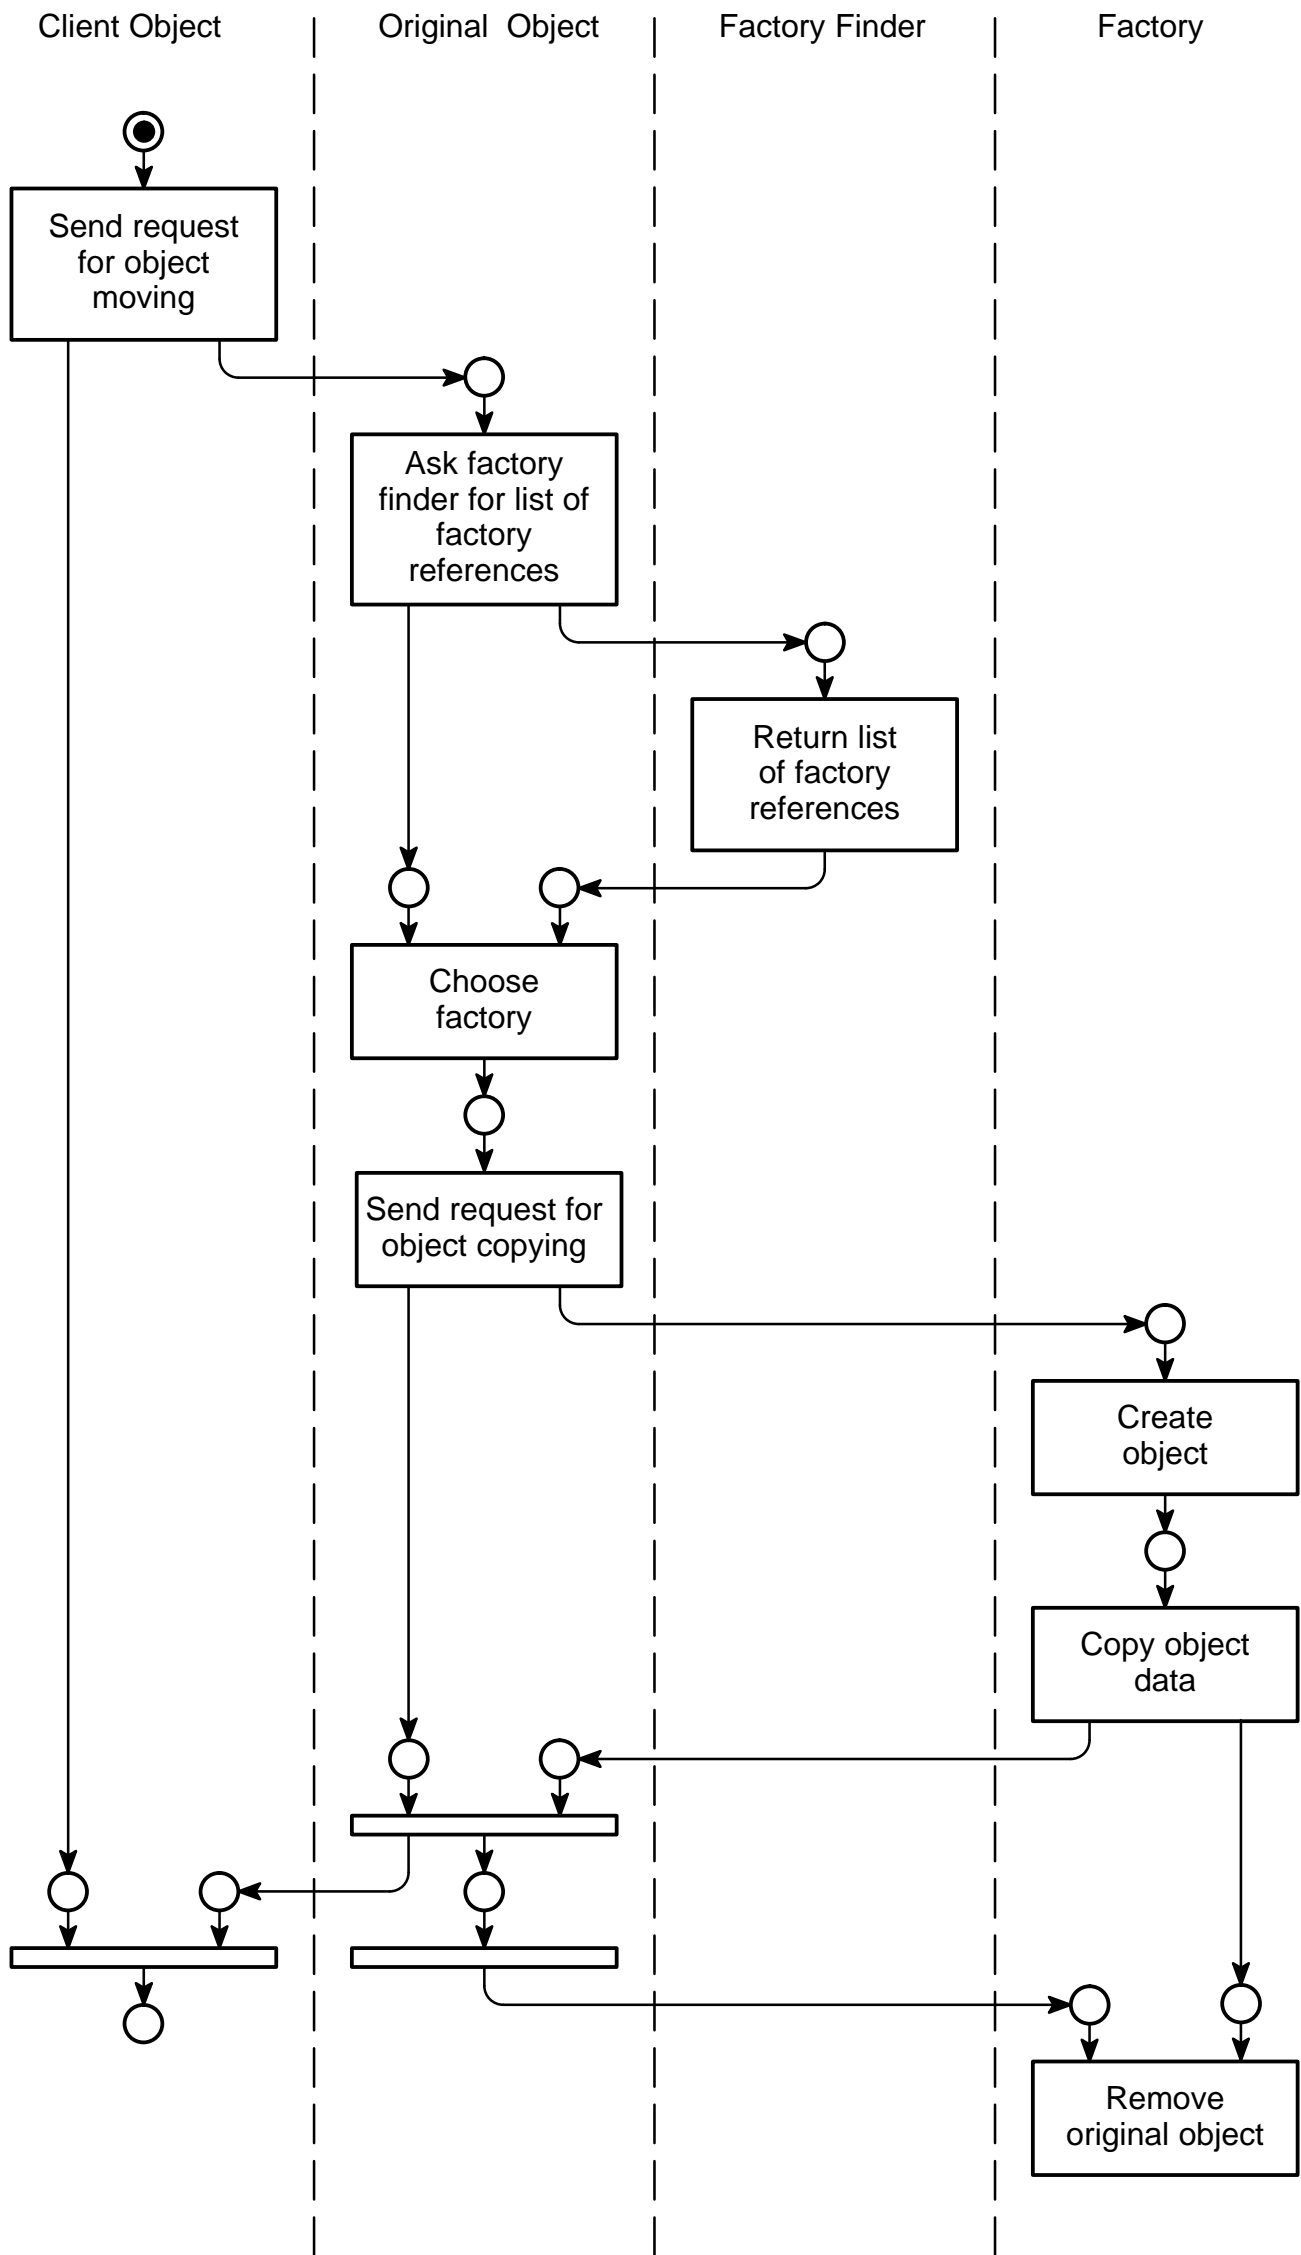 Client Object
Original Object
Factory Finder
Factory
Send request
for object
moving
Ask factory
finder for list of
factory
references
Return list
of factory
references
Choose
factory
Send request for
object copying
Create
object
Copy object
data
Remove
original object